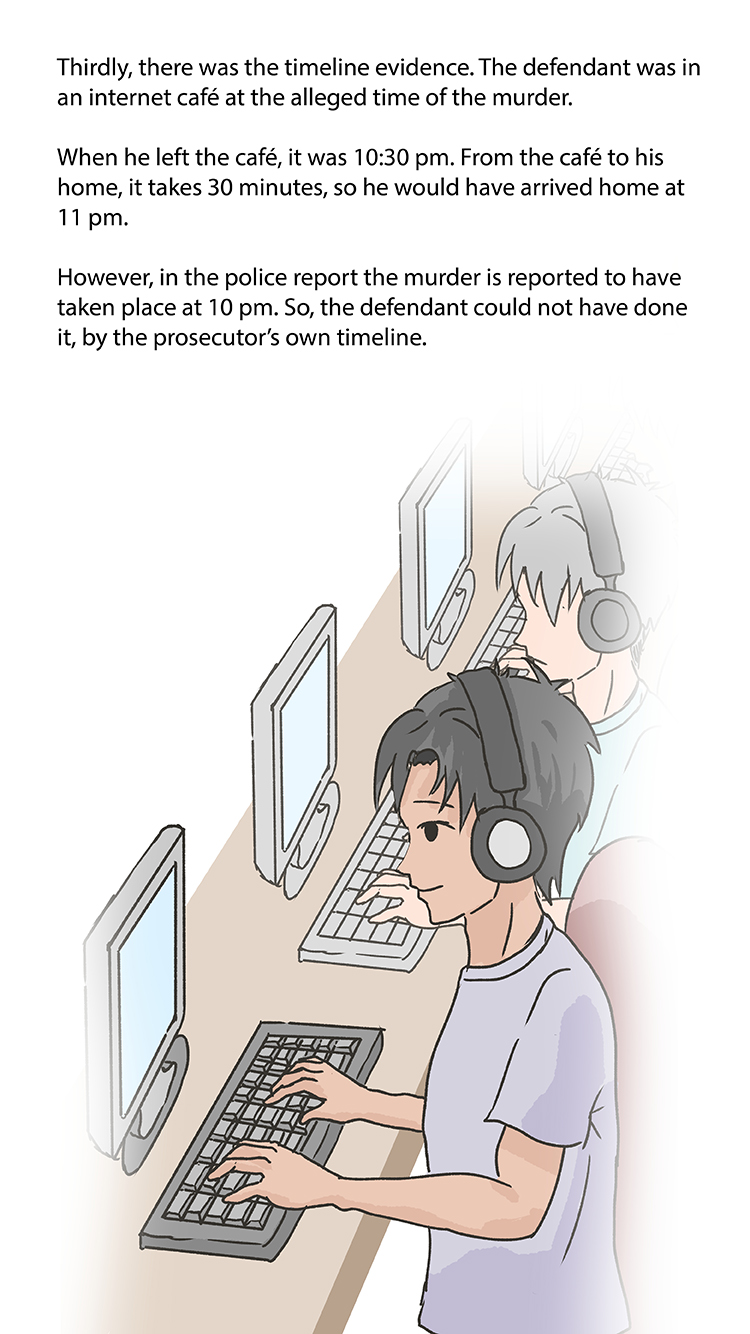 Thirdly, there was the timeline evidence. The defendant was in
an internet café at the alleged time of the murder.
When he left the café, it was 10:30 pm. From the café to his
home, it takes 30 minutes, so he would have arrived home at
11 pm.
However, in the police report the murder is reported to have
taken place at 10 pm. So, the defendant could not have done
it, by the prosecutor’s own timeline.